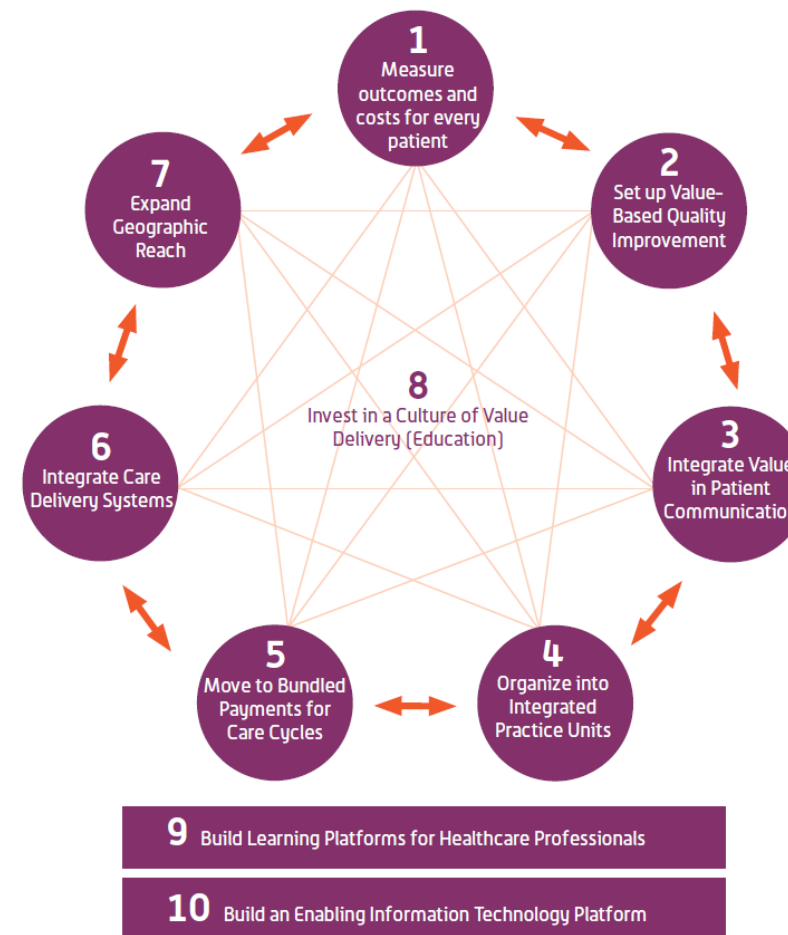 1
Measure
outcomes and
costs for every
patient
2
Set up Value-
Based Quality
Improvement
3
Integrate Value
in Patient
Communicatio
4
Organize into
Integrated
Practice Units
5
Move to Bundled
Payments for
Care Cycles
6
Integrate Care
Delivery Systems
7
Expand
Geographic
Reach
8
Invest in a Culture of Value
Delivery (Education)
9 Build Learning Platforms for Healthcare Professionals
10 Build an Enabling Information Technology Platform